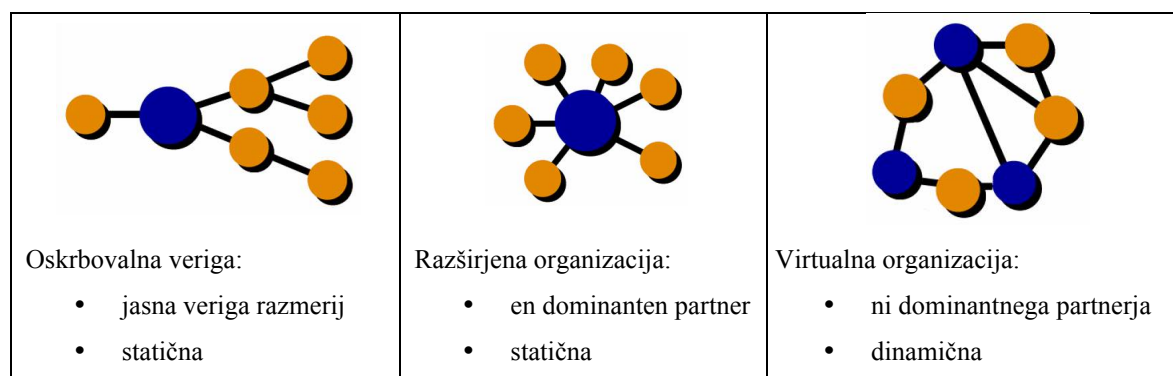 Oskrbovalna veriga:
• jasna veriga razmerij
• statična
Razširjena organizacija:
• en dominanten partner
• statična
Virtualna organizacija:
• ni dominantnega partnerja
• dinamična